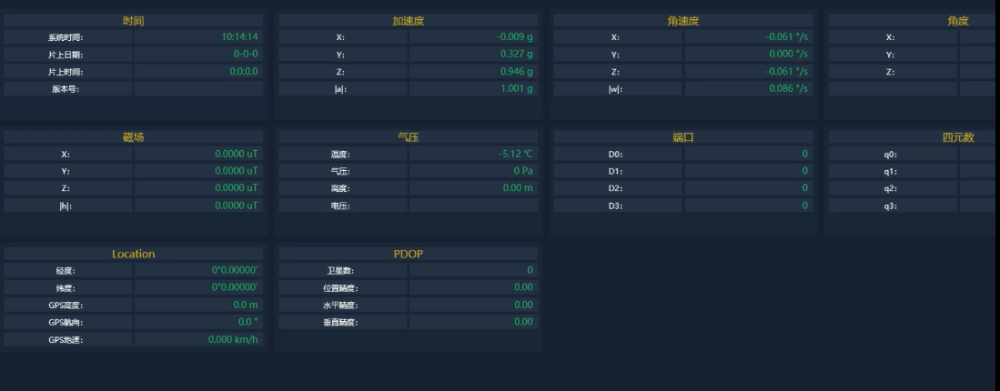 时间 加速度 角速度 角度
系统时间: 10:14:14 X: -0.009 g X: -0.061 °/s X:
片上日期: 0-0-0 Y: 0.327 g Y: 0.000 °/s Y:
片上时间: 0:0:0.0 Z: 0.946 g Z: -0.061 °/s Z:
版本号: |a|: 1.001 g |w|: 0.086 °/s
磁场 气压 端口 四元数
X: 0.0000 uT 温度: -5.12 ℃ D0: 0 q0:
Y: 0.0000 uT 气压: 0 Pa D1: 0 q1:
Z: 0.0000 uT 高度: 0.00 m D2: 0 q2:
|h|: 0.0000 uT 电压: D3: 0 q3:
Location PDOP
经度: 0°0.00000' 卫星数: 0
纬度: 0°0.00000' 位置精度: 0.00
GPS高度: 0.0 m 水平精度: 0.00
GPS航向: 0.0 ° 垂直精度: 0.00
GPS地速: 0.000 km/h